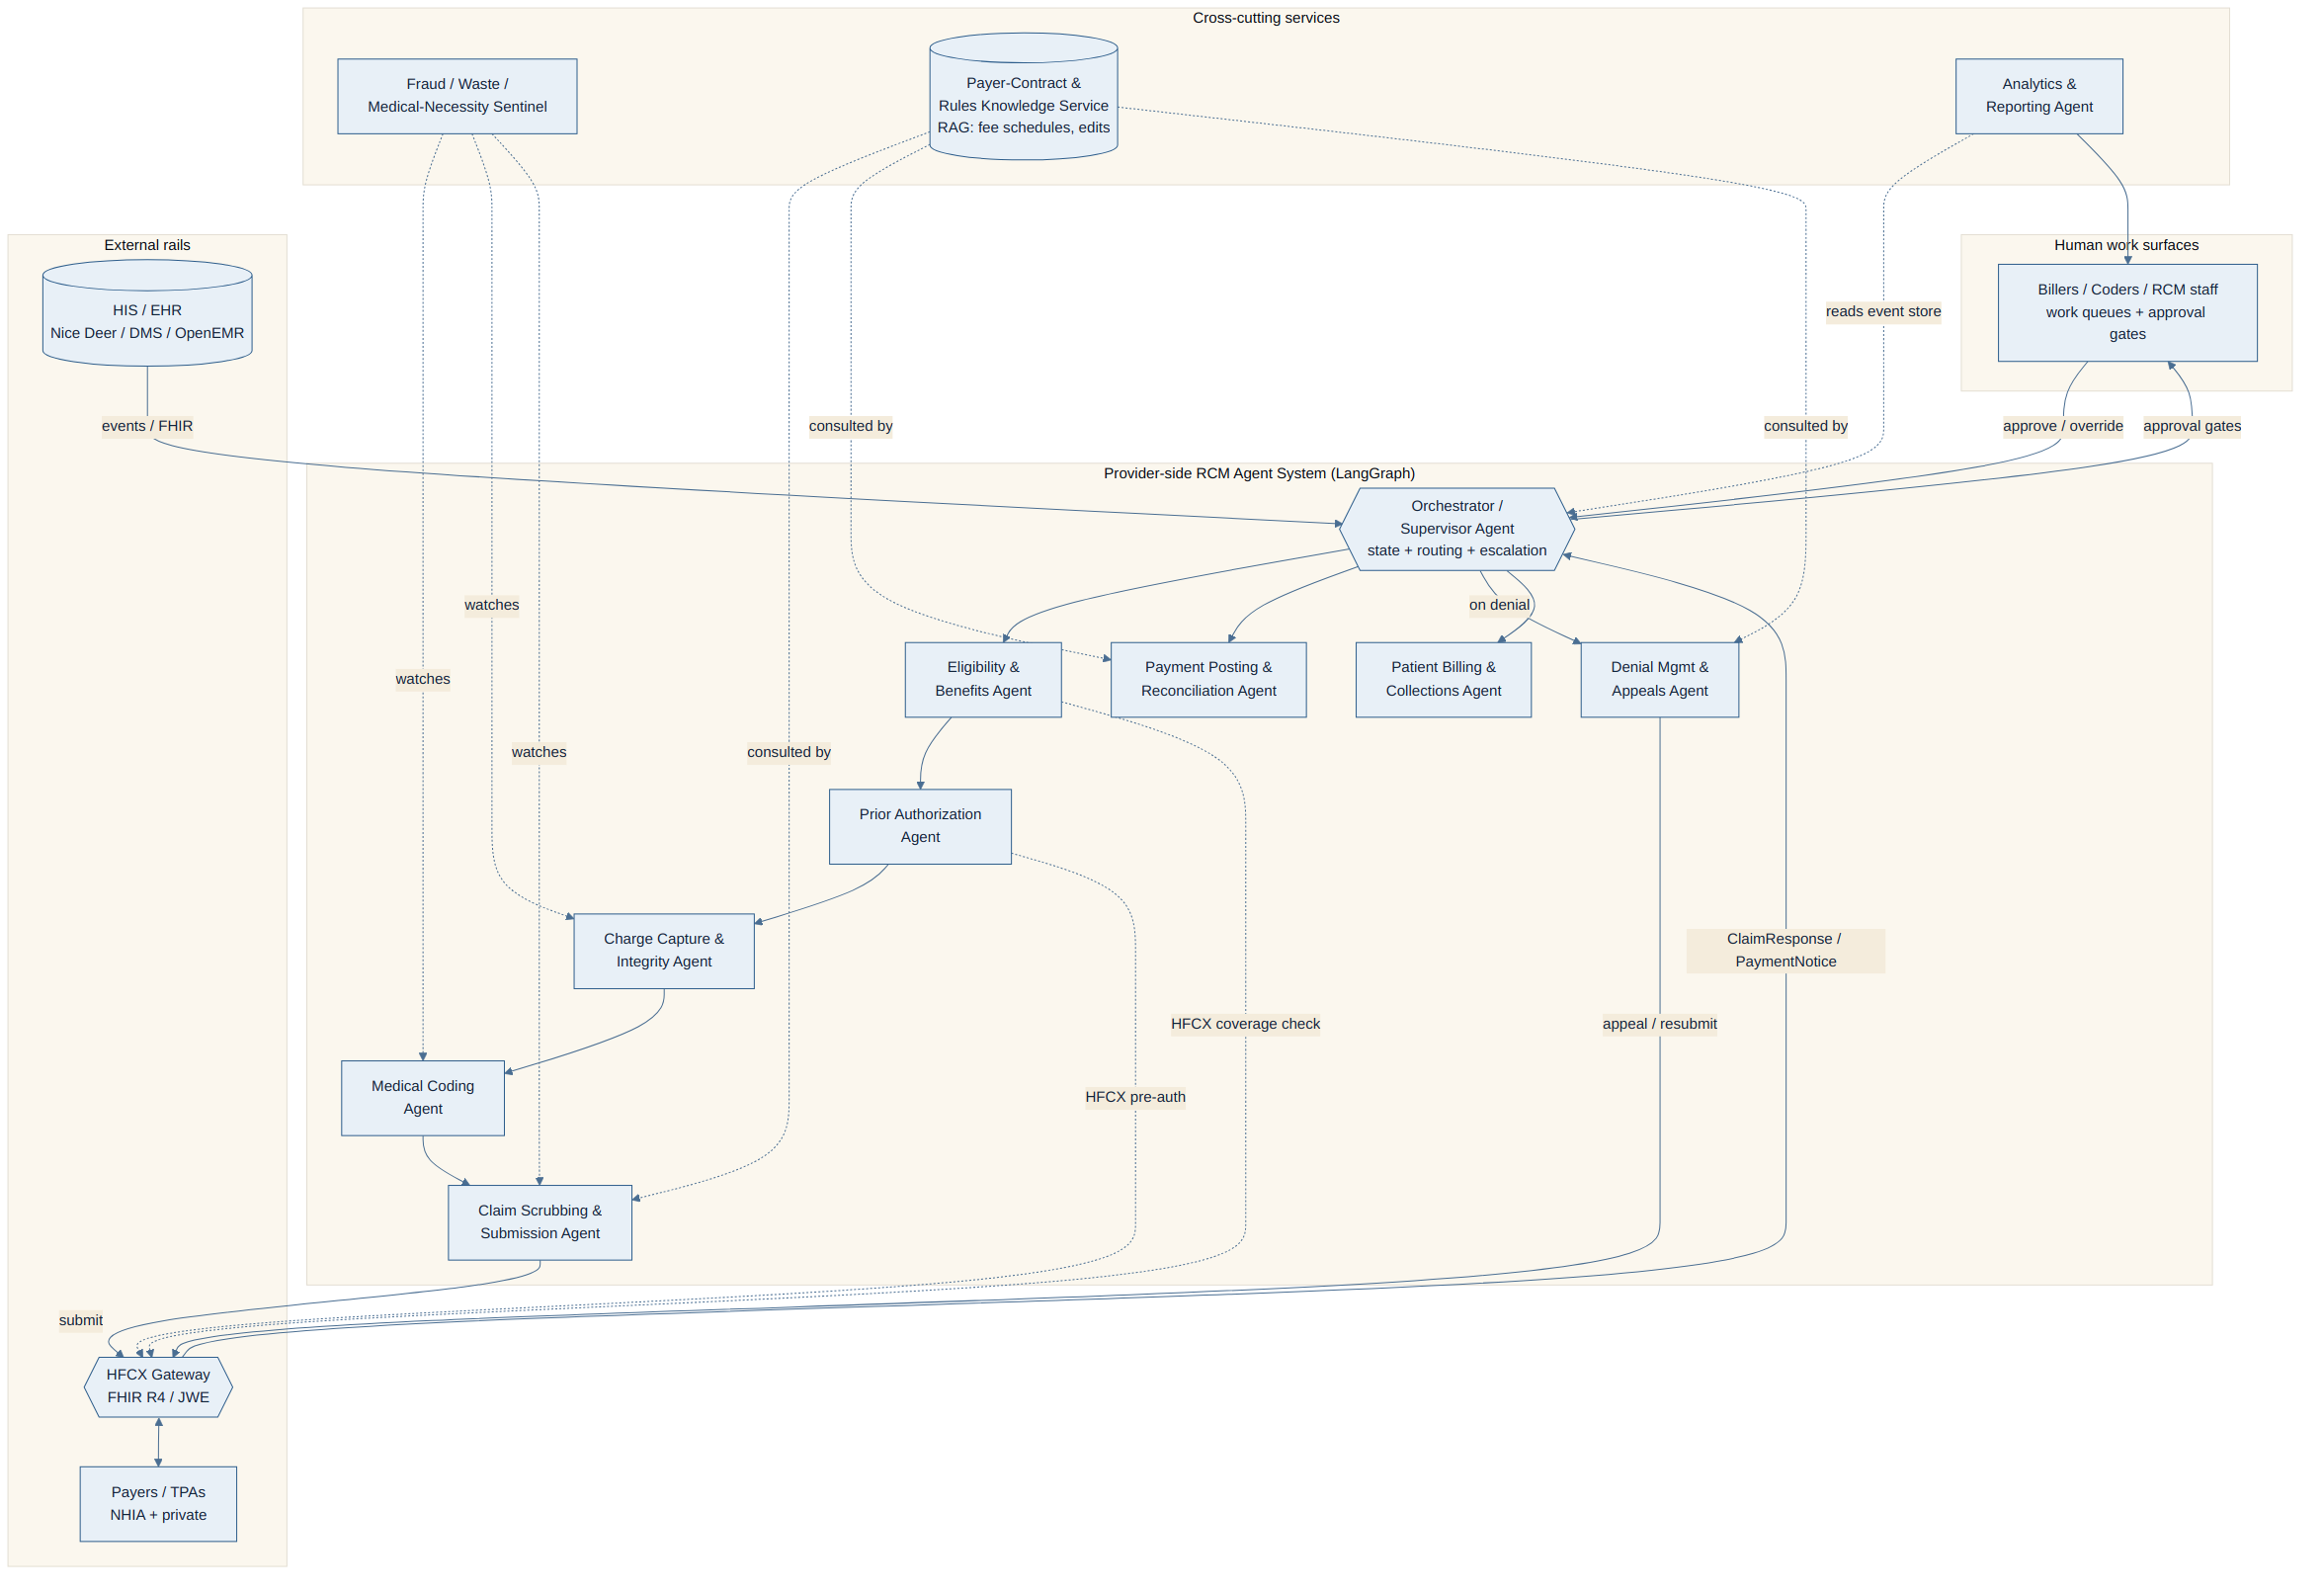 Cross-cutting services
Fraud / Waste /
Medical-Necessity Sentinel
Payer-Contract &
Rules Knowledge Service
RAG: fee schedules, edits
Analytics &
Reporting Agent
External rails
HIS / EHR
Nice Deer / DMS / OpenEMR
Human work surfaces
Billers / Coders / RCM staff
work queues + approval
gates
reads event store
events / FHIR
consulted by
consulted by
approve / override
approval gates
Provider-side RCM Agent System (LangGraph)
Orchestrator /
Supervisor Agent
state + routing + escalation
watches
on denial
watches
Eligibility &
Benefits Agent
Payment Posting &
Reconciliation Agent
Patient Billing &
Collections Agent
Denial Mgmt &
Appeals Agent
watches
consulted by
Prior Authorization
Agent
Charge Capture &
Integrity Agent
ClaimResponse /
PaymentNotice
HFCX coverage check
appeal / resubmit
Medical Coding
Agent
HFCX pre-auth
Claim Scrubbing &
Submission Agent
submit
HFCX Gateway
FHIR R4 / JWE
Payers / TPAs
NHIA + private